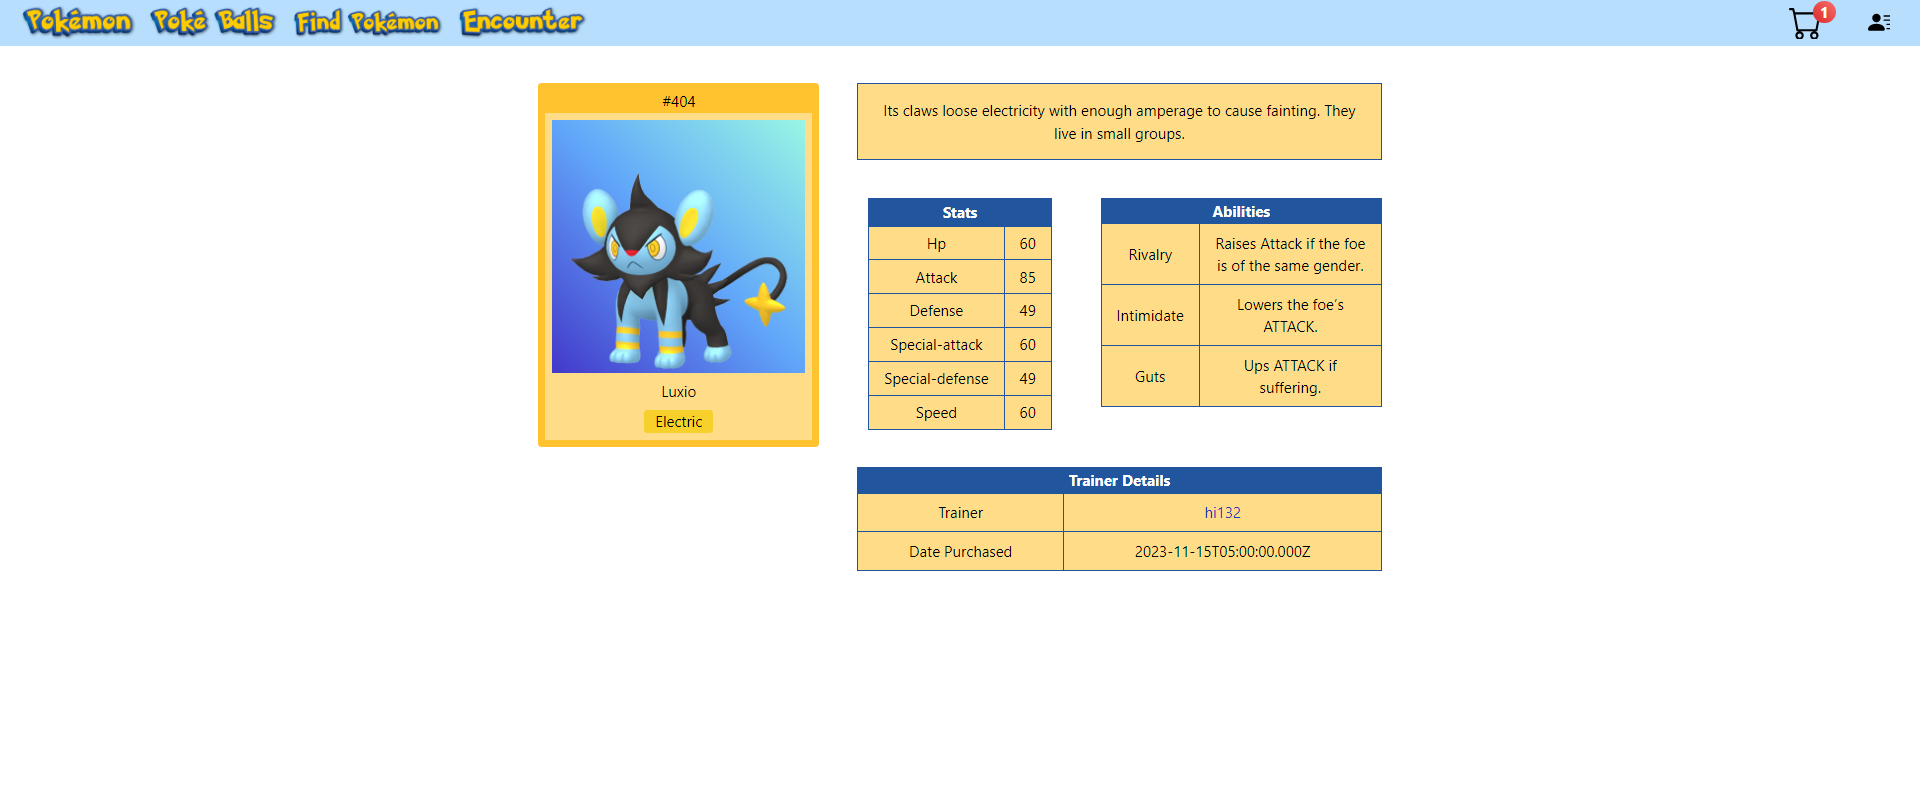 Pokémon Poké Balls Find Pokémon Encounter 1
#404
Luxio
Electric
Its claws loose electricity with enough amperage to cause fainting. They
live in small groups.
Stats
Hp 60
Attack 85
Defense 49
Special-attack 60
Special-defense 49
Speed 60
Abilities
Rivalry Raises Attack if the foe
is of the same gender.
Intimidate Lowers the foe’s
ATTACK.
Guts Ups ATTACK if
suffering.
Trainer Details
Trainer hi132
Date Purchased 2023-11-15T05:00:00.000Z